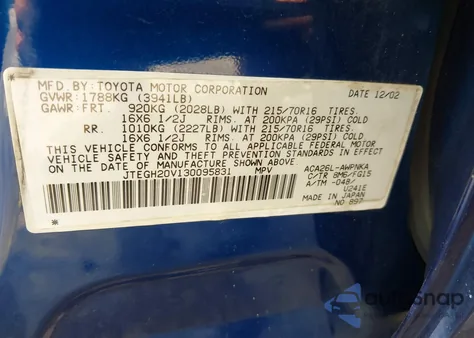 MFD.BY:TOYOTA MOTOR CORPORATION DATE 12/02
GVWR:1788KG (3941LB)
GAWR:FRT. 920KG (2028LB) WITH 215/70R16 TIRES.
16X6 1/2J RIMS. AT 200KPA (29PSI) COLD
RR. 1010KG (2227LB) WITH 215/70R16 TIRES.
16X6 1/2J RIMS. AT 200KPA (29PSI) COLD
THIS VEHICLE CONFORMS TO ALL APPLICABLE FEDERAL MOTOR
VEHICLE SAFETY AND BUMPER STANDARDS IN EFFECT ON THE
DATE OF MANUFACTURE SHOWN ABOVE.
JTEGH20V130095831 MPV
ACA26L-AWPNKA
C/TR 8M6/FG15
A/TM -048/
U241E
MADE IN JAPAN
NO 897
autosnap